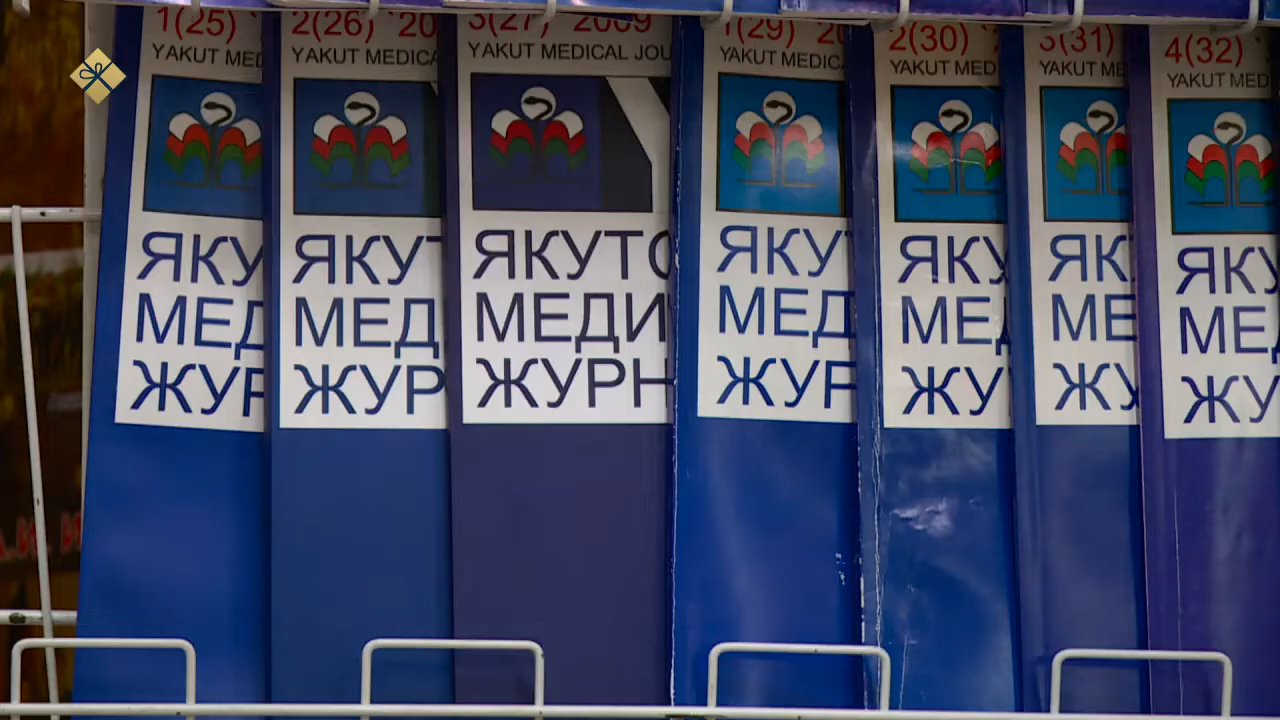 1(25)
YAKUT MED
ЯКУ
МЕД
ЖУР
2(26) 20
YAKUT MEDICA
ЯКУТ
МЕД
ЖУР
3(27) 2009
YAKUT MEDICAL JOU
ЯКУТС
МЕДИ
ЖУРН
1(29) 20
YAKUT MEDICA
ЯКУТ
МЕД
ЖУР
2(30)
YAKUT MED
ЯКУ
МЕД
ЖУ
3(31)
YAKUT ME
ЯК
МЕ
ЖУ
4(32)
YAKUT MED
ЯКУ
МЕ
ЖУ